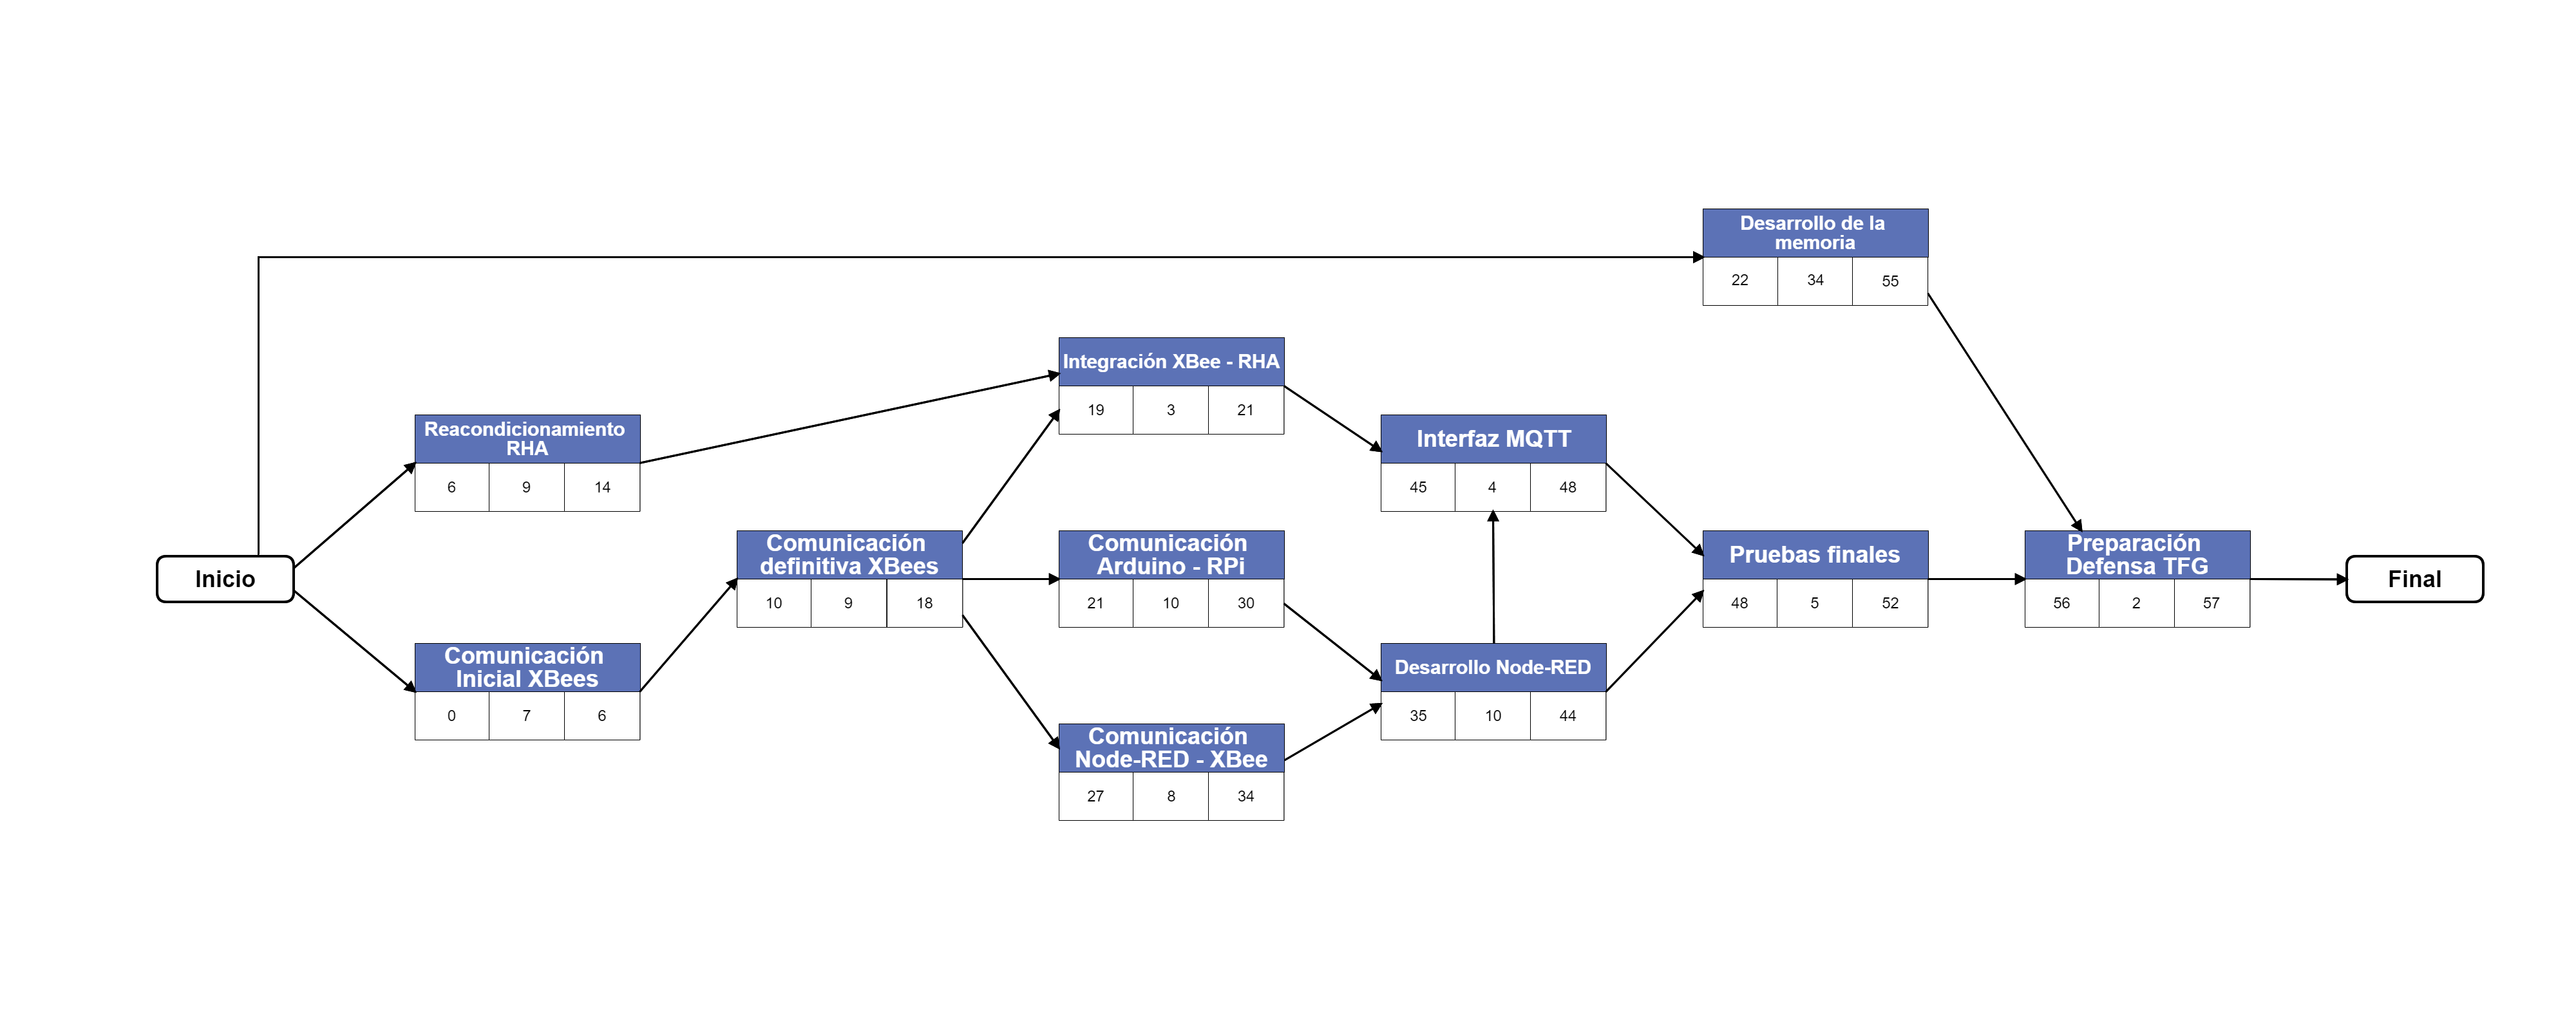 Desarrollo de la
memoria
22 34 55
Integración XBee - RHA
19 3 21
Reacondicionamiento
RHA
6 9 14
Interfaz MQTT
45 4 48
Inicio
Comunicación
definitiva XBees
10 9 18
Comunicación
Arduino - RPi
21 10 30
Pruebas finales
48 5 52
Preparación
Defensa TFG
56 2 57
Final
Comunicación
Inicial XBees
0 7 6
Desarrollo Node-RED
35 10 44
Comunicación
Node-RED - XBee
27 8 34